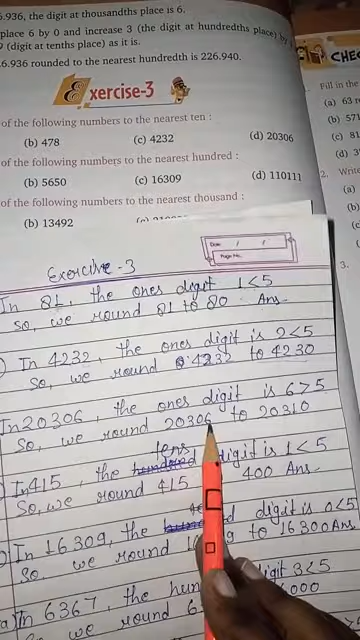 6.936, the digit at thousandths place is 6.
place 6 by 0 and increase 3 (the digit at hundredths place) by
9 (digit at tenths place) as it is.
6.936 rounded to the nearest hundredth is 226.940.
Exercise-3
of the following numbers to the nearest ten :
(b) 478 (c) 4232 (d) 20306
of the following numbers to the nearest hundred :
(b) 5650 (c) 16309 (d) 110111
of the following numbers to the nearest thousand :
(b) 13492
CHEC
Fill in the
(a) 63
(b) 571
(c) 81
(d) 3
2. Write
(a)
(b)
(c)
3.
Date / /
Page No.
Exercise-3
In 81, the ones digit 1<5
So, we round 81 to 80 Ans.
In 4232, the ones digit is 2<5
So, we round 4232 to 4230
In 20306, the ones digit is 6>5
So, we round 20306 to 20310
tens
In 415, the digit is 1<5
So, we round 415 400 Ans.
In 16309, the digit is 0<5
So, we round to 16300 Ans
In 6367, the hun digit 3<5
So, we round 6 000